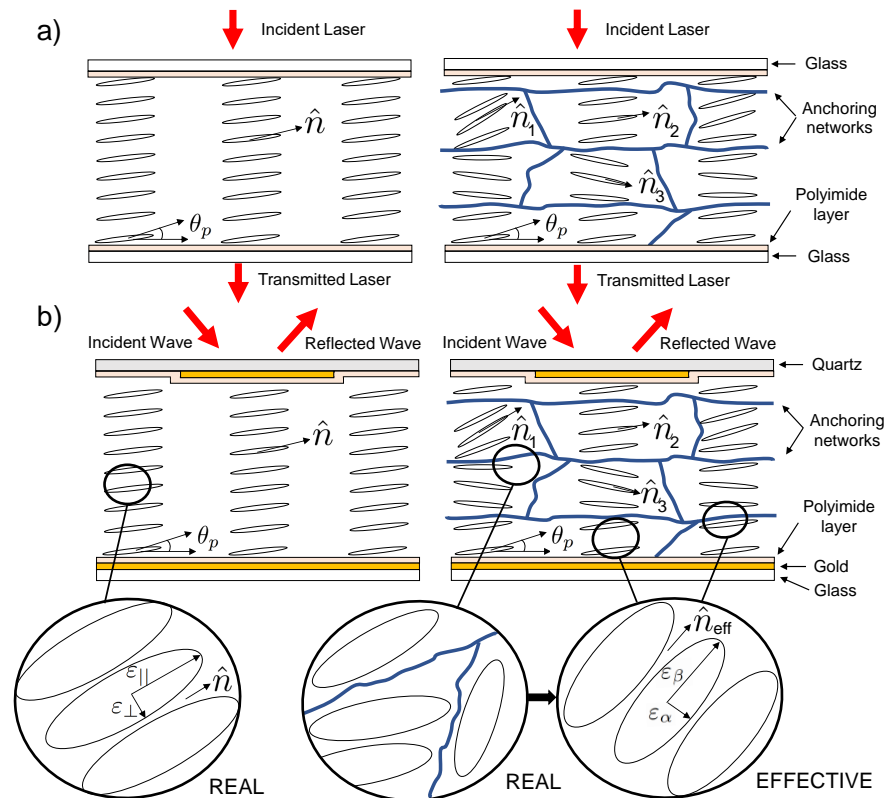 a)
Incident Laser
Incident Laser
Glass
Anchoring
networks
n̂
n̂₁
n̂₂
n̂₃
θₚ
θₚ
Polyimide
layer
Glass
Transmitted Laser
Transmitted Laser
b)
Incident Wave
Reflected Wave
Incident Wave
Reflected Wave
Quartz
Anchoring
networks
n̂
n̂₁
n̂₂
n̂₃
θₚ
θₚ
Polyimide
layer
Gold
Glass
ε||
ε⊥
n̂
REAL
REAL
n̂eff
εβ
εα
EFFECTIVE